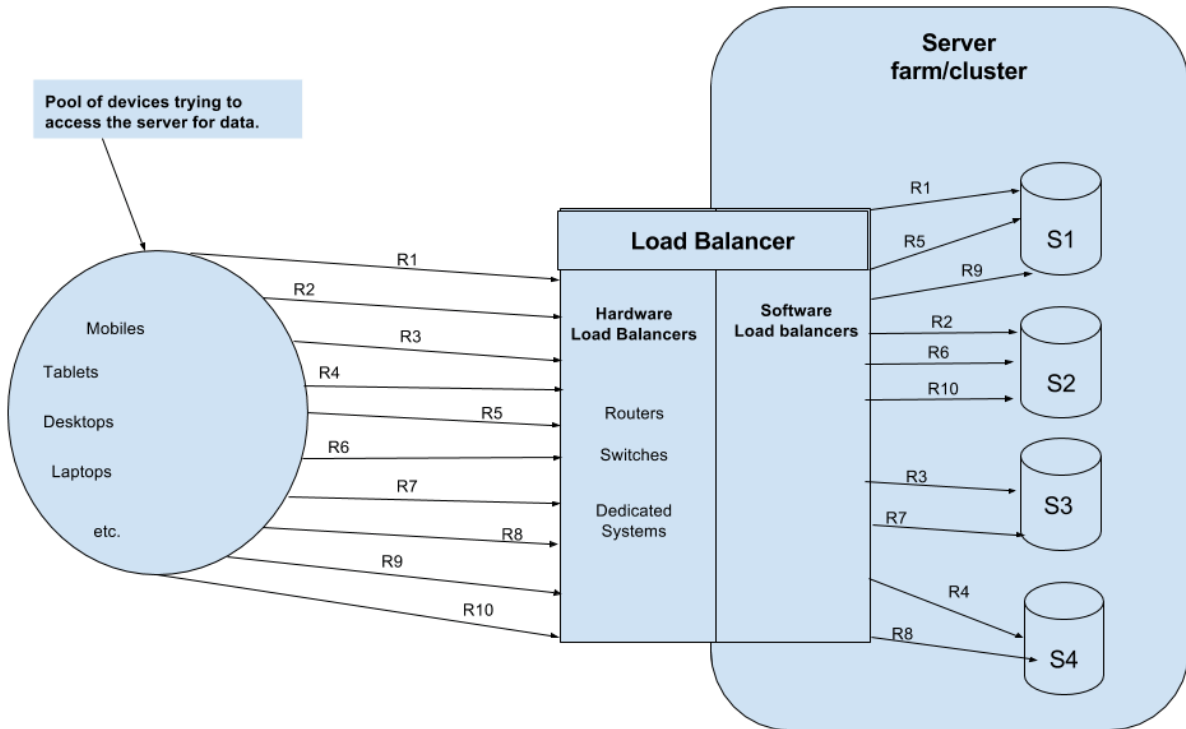 Server
farm/cluster
Pool of devices trying to
access the server for data.
Mobiles
Tablets
Desktops
Laptops
etc.
R1
R2
R3
R4
R5
R6
R7
R8
R9
R10
Load Balancer
Hardware
Load Balancers
Routers
Switches
Dedicated
Systems
Software
Load balancers
R1
R5
R9
R2
R6
R10
R3
R7
R4
R8
S1
S2
S3
S4